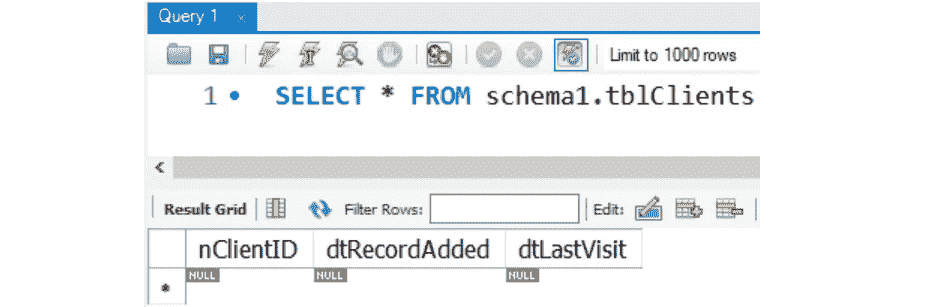 Query 1 ×
Limit to 1000 rows
1 • SELECT * FROM schema1.tblClients
Result Grid Filter Rows: Edit:
nClientID dtRecordAdded dtLastVisit
* NULL NULL NULL